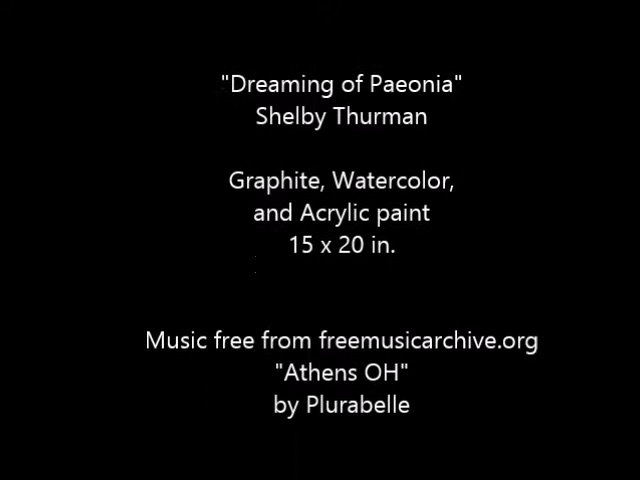 "Dreaming of Paeonia"
Shelby Thurman
Graphite, Watercolor,
and Acrylic paint
15 x 20 in.
Music free from freemusicarchive.org
"Athens OH"
by Plurabelle